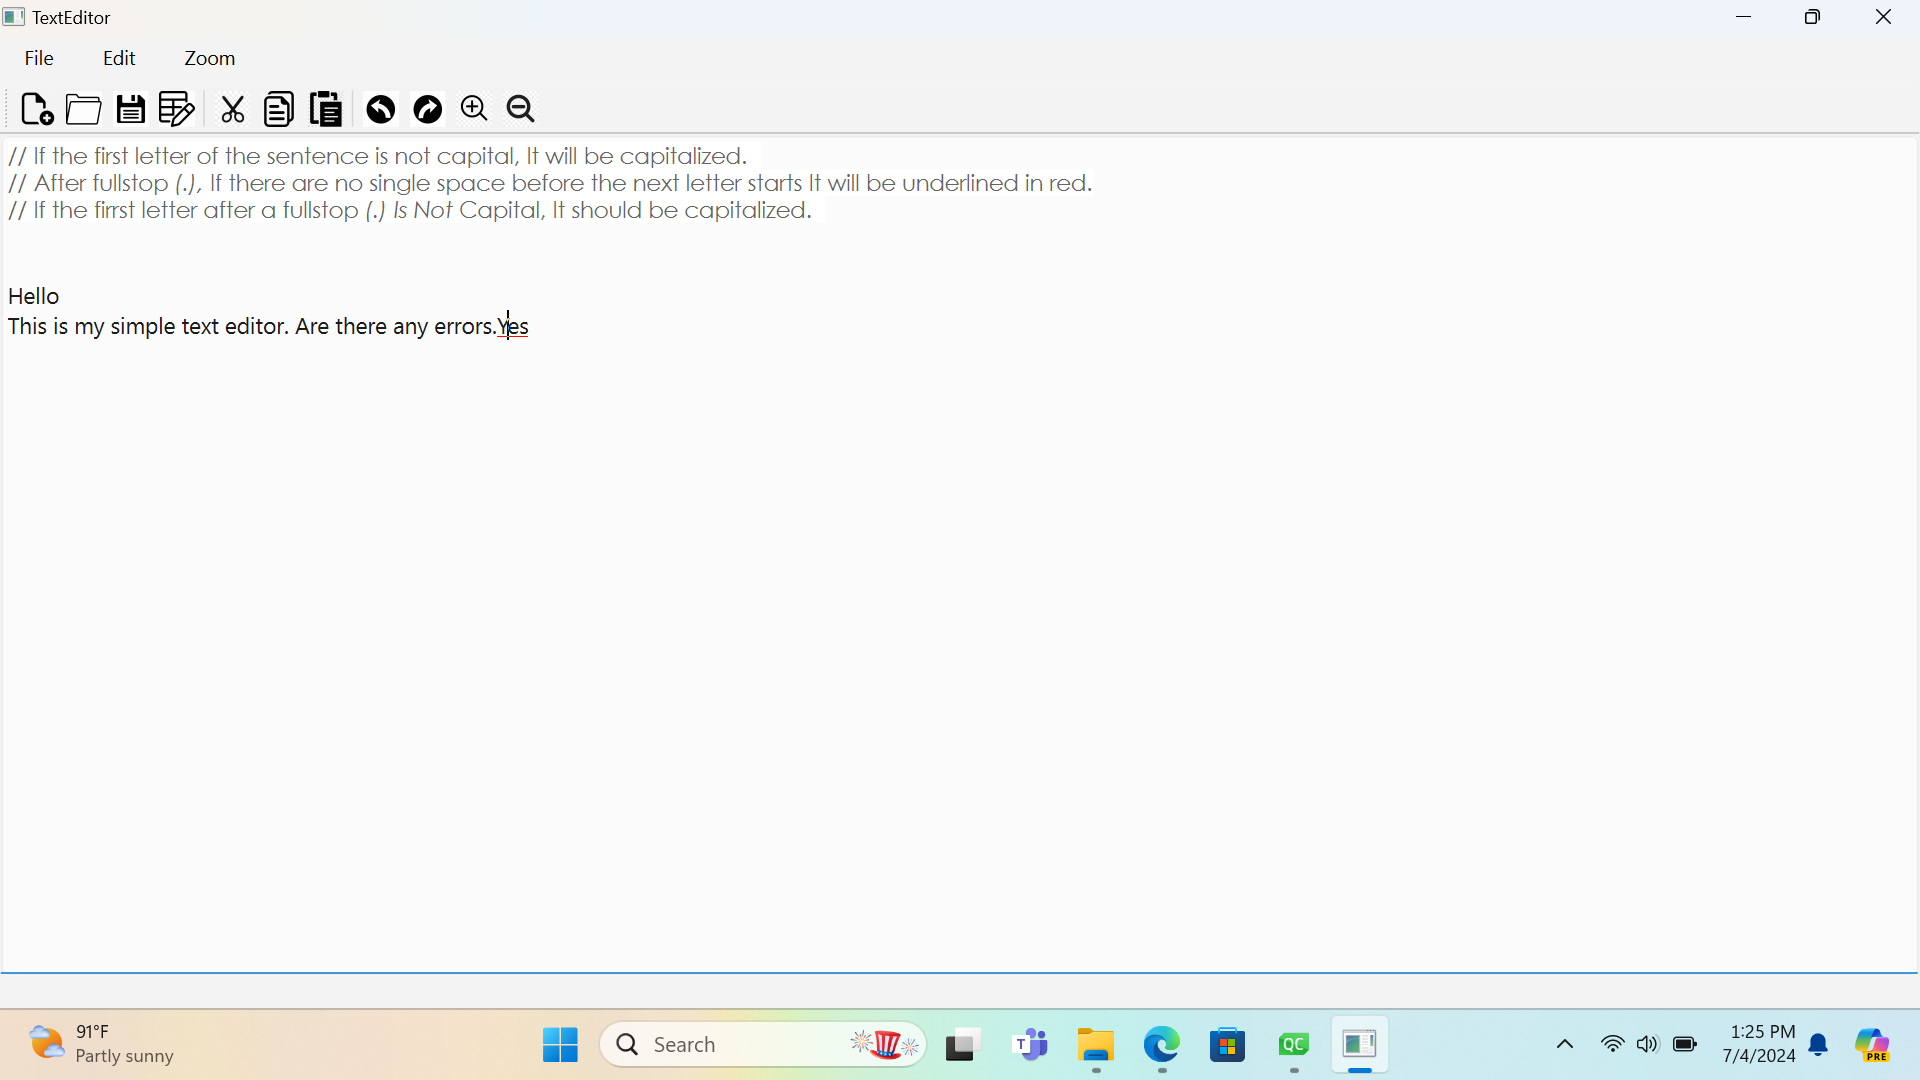 TextEditor
File Edit Zoom
// If the first letter of the sentence is not capital, It will be capitalized.
// After fullstop (.), If there are no single space before the next letter starts It will be underlined in red.
// If the firrst letter after a fullstop (.) Is Not Capital, It should be capitalized.
Hello
This is my simple text editor. Are there any errors.Yes
91°F
Partly sunny
Search
T
QC
1:25 PM
7/4/2024
PRE